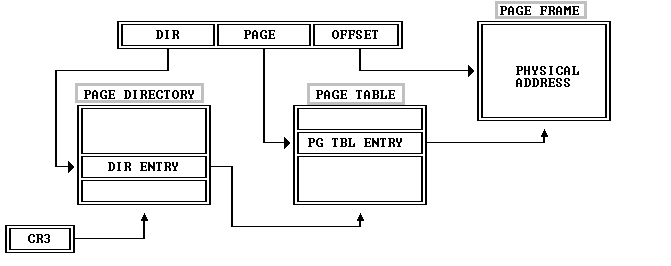 PAGE FRAME
DIR PAGE OFFSET
PHYSICAL
ADDRESS
PAGE DIRECTORY
PAGE TABLE
PG TBL ENTRY
DIR ENTRY
CR3